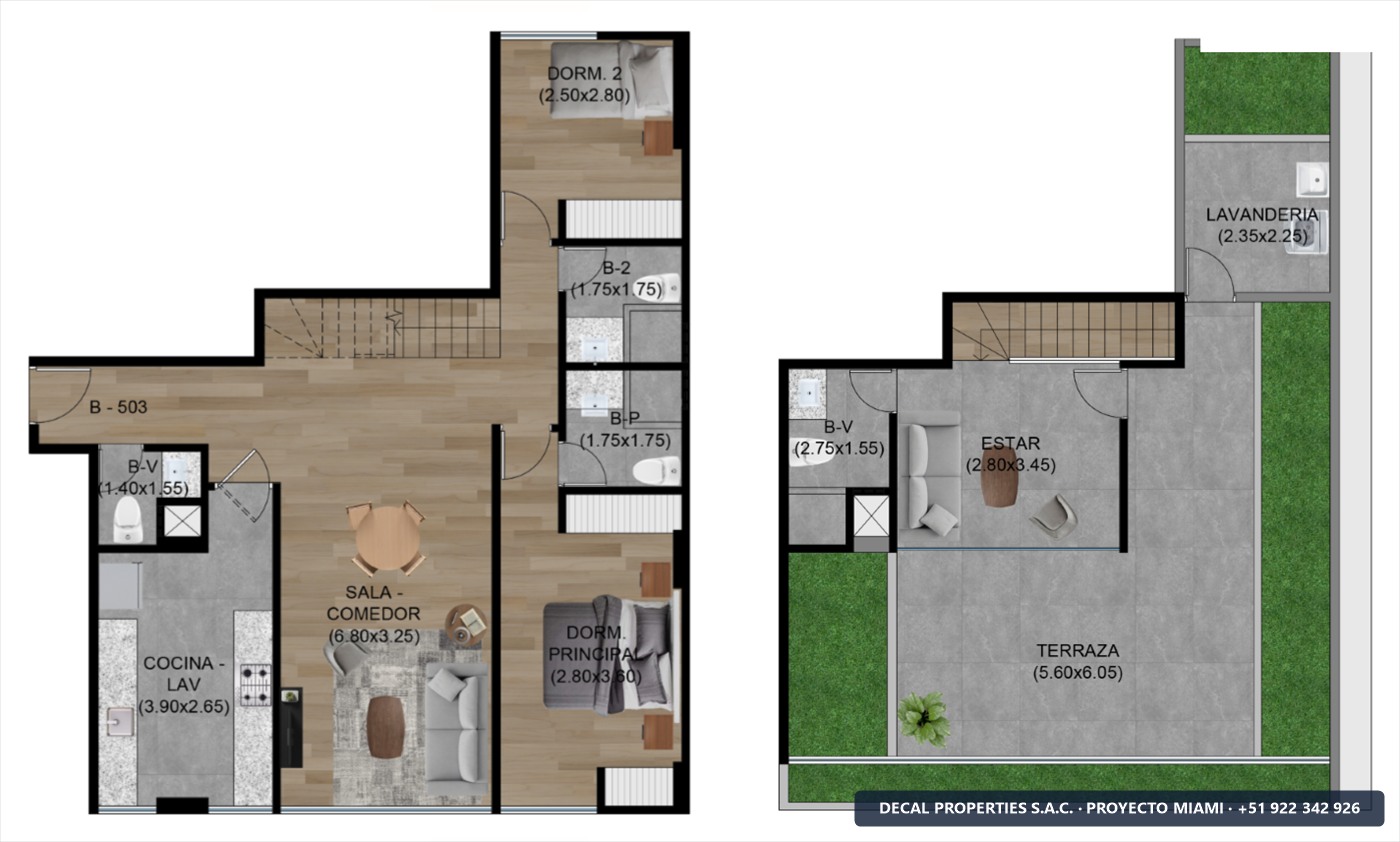 DORM. 2
(2.50x2.80)
B-2
(1.75x1.75)
B - 503
B-P
(1.75x1.75)
B-V
(1.40x1.55)
SALA -
COMEDOR
(6.80x3.25)
DORM.
PRINCIPAL
(2.80x3.60)
COCINA -
LAV
(3.90x2.65)
LAVANDERIA
(2.35x2.25)
B-V
(2.75x1.55)
ESTAR
(2.80x3.45)
TERRAZA
(5.60x6.05)
DECAL PROPERTIES S.A.C. · PROYECTO MIAMI · +51 922 342 926